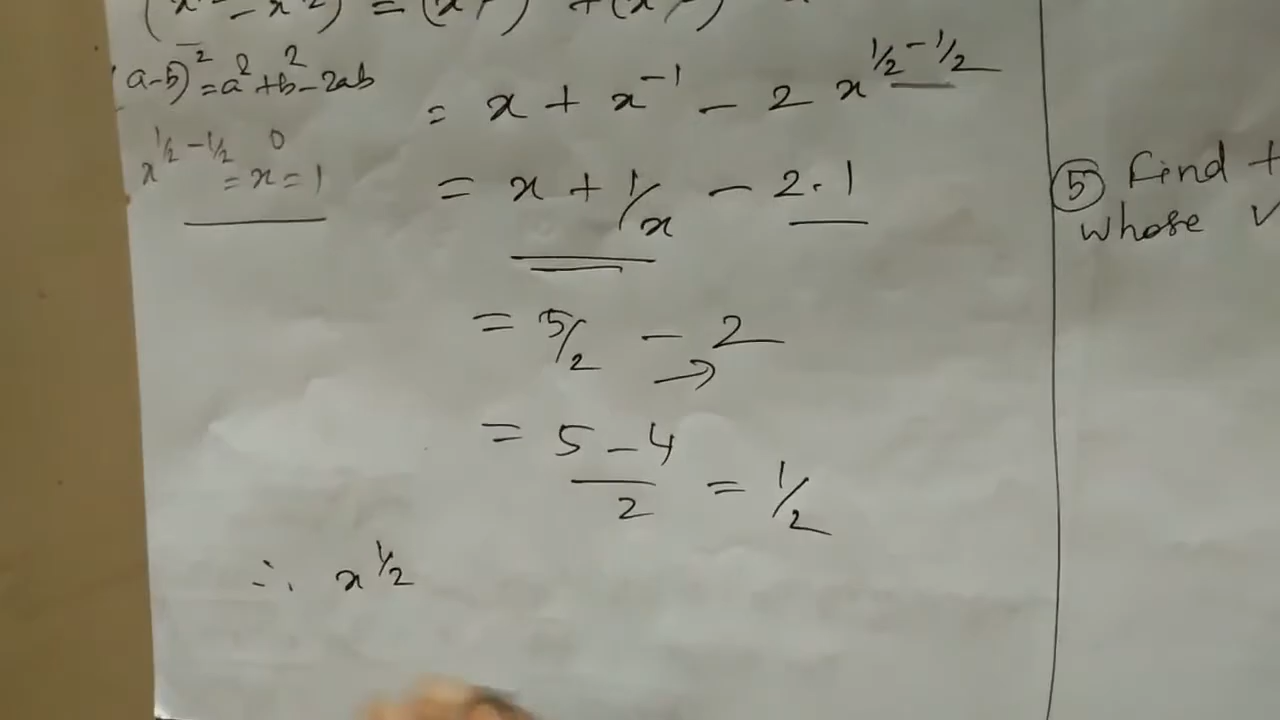 (a-b)² = a² + b² - 2ab
x^{1/2 - 1/2} = x^0 = 1
= x + x^{-1} - 2 x^{1/2 - 1/2}
= x + 1/x - 2 · 1
= 5/2 - 2
= (5 - 4)/2 = 1/2
∴ x^{1/2}
⑤ Find
whose